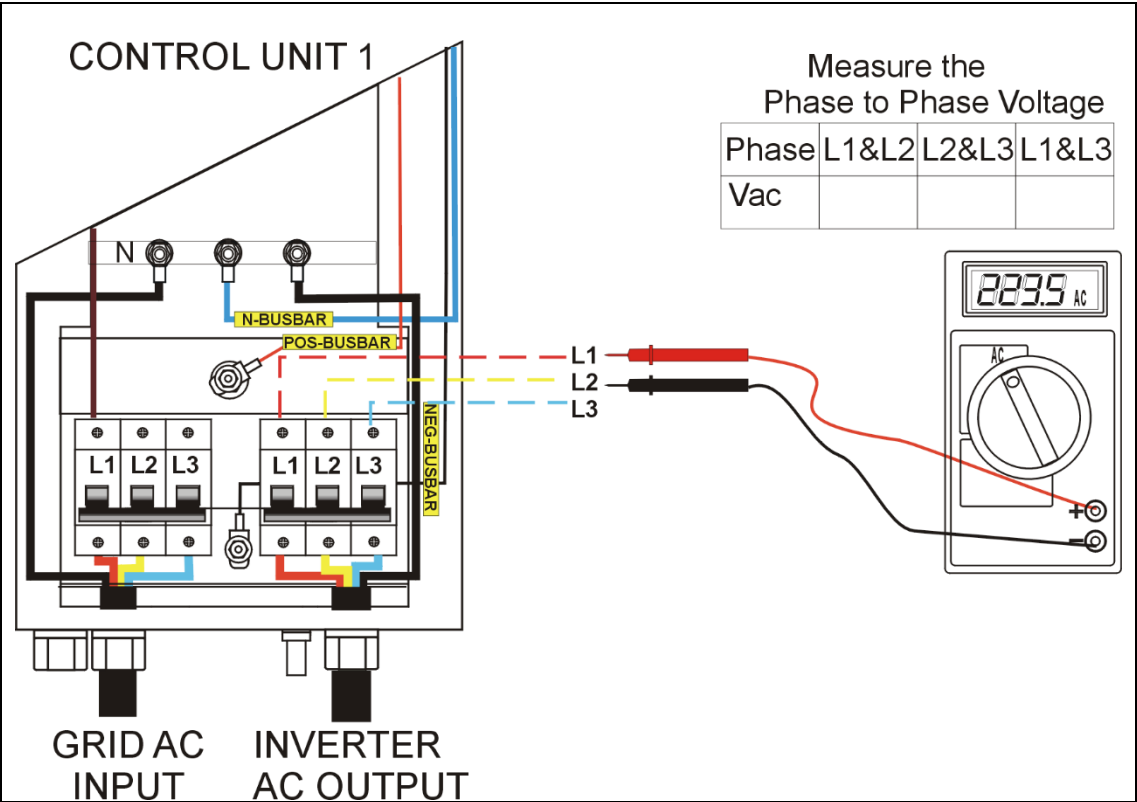 CONTROL UNIT 1
Measure the
Phase to Phase Voltage
Phase L1&L2 L2&L3 L1&L3
Vac
N
N-BUSBAR
POS-BUSBAR
NEG-BUSBAR
L1
L2
L3
223.5 AC
AC
L1 L2 L3
L1 L2 L3
+
-
GRID AC
INPUT
INVERTER
AC OUTPUT